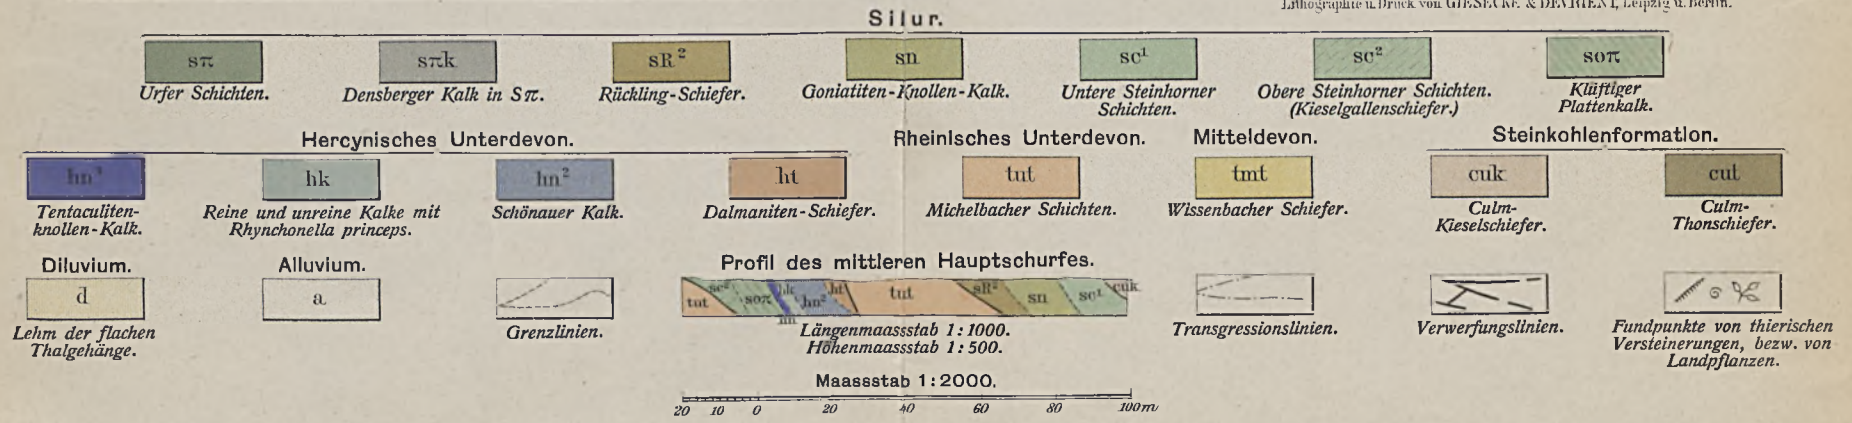 Lithographie u. Druck von GIESECKE & DEVRIENT, Leipzig u. Berlin.
Silur.
sπ sπk sR² sn sc¹ sc² soπ
Urfer Schichten. Densberger Kalk in Sπ. Rückling-Schiefer. Goniatiten-Knollen-Kalk. Untere Steinhorner Schichten. Obere Steinhorner Schichten. (Kieselgallenschiefer.) Klüftiger Plattenkalk.
Hercynisches Unterdevon. Rheinisches Unterdevon. Mitteldevon. Steinkohlenformation.
hn¹ hk hn² ht tut tmt cuk cut
Tentaculiten-knollen-Kalk. Reine und unreine Kalke mit Rhynchonella princeps. Schönauer Kalk. Dalmaniten-Schiefer. Michelbacher Schichten. Wissenbacher Schiefer. Culm-Kieselschiefer. Culm-Thonschiefer.
Diluvium. Alluvium. Profil des mittleren Hauptschurfes.
d a tut sc² soπ hk hn² ht tut sR² sn sc¹ cuk
hn
Lehm der flachen Thalgehänge. Grenzlinien. Längenmaassstab 1:1000. Höhenmaassstab 1:500. Transgressionslinien. Verwerfungslinien. Fundpunkte von thierischen Versteinerungen, bezw. von Landpflanzen.
Maassstab 1:2000.
20 10 0 20 40 60 80 100m